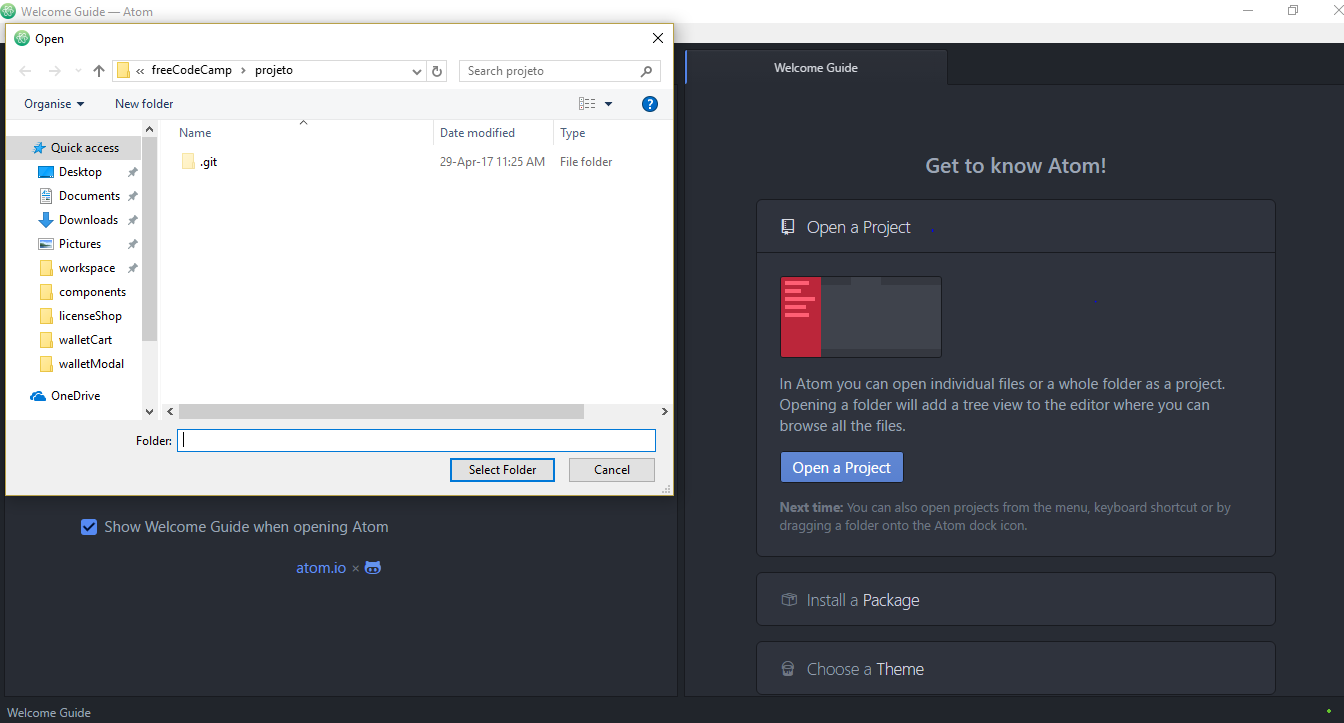 Welcome Guide — Atom
Open
« freeCodeCamp > projeto
Search projeto
Organise
New folder
?
Quick access
Desktop
Documents
Downloads
Pictures
workspace
components
licenseShop
walletCart
walletModal
OneDrive
Name Date modified Type
.git 29-Apr-17 11:25 AM File folder
Folder:
Select Folder
Cancel
Show Welcome Guide when opening Atom
atom.io ×
Welcome Guide
Get to know Atom!
Open a Project
In Atom you can open individual files or a whole folder as a project.
Opening a folder will add a tree view to the editor where you can
browse all the files.
Open a Project
Next time: You can also open projects from the menu, keyboard shortcut or by
dragging a folder onto the Atom dock icon.
Install a Package
Choose a Theme
Welcome Guide